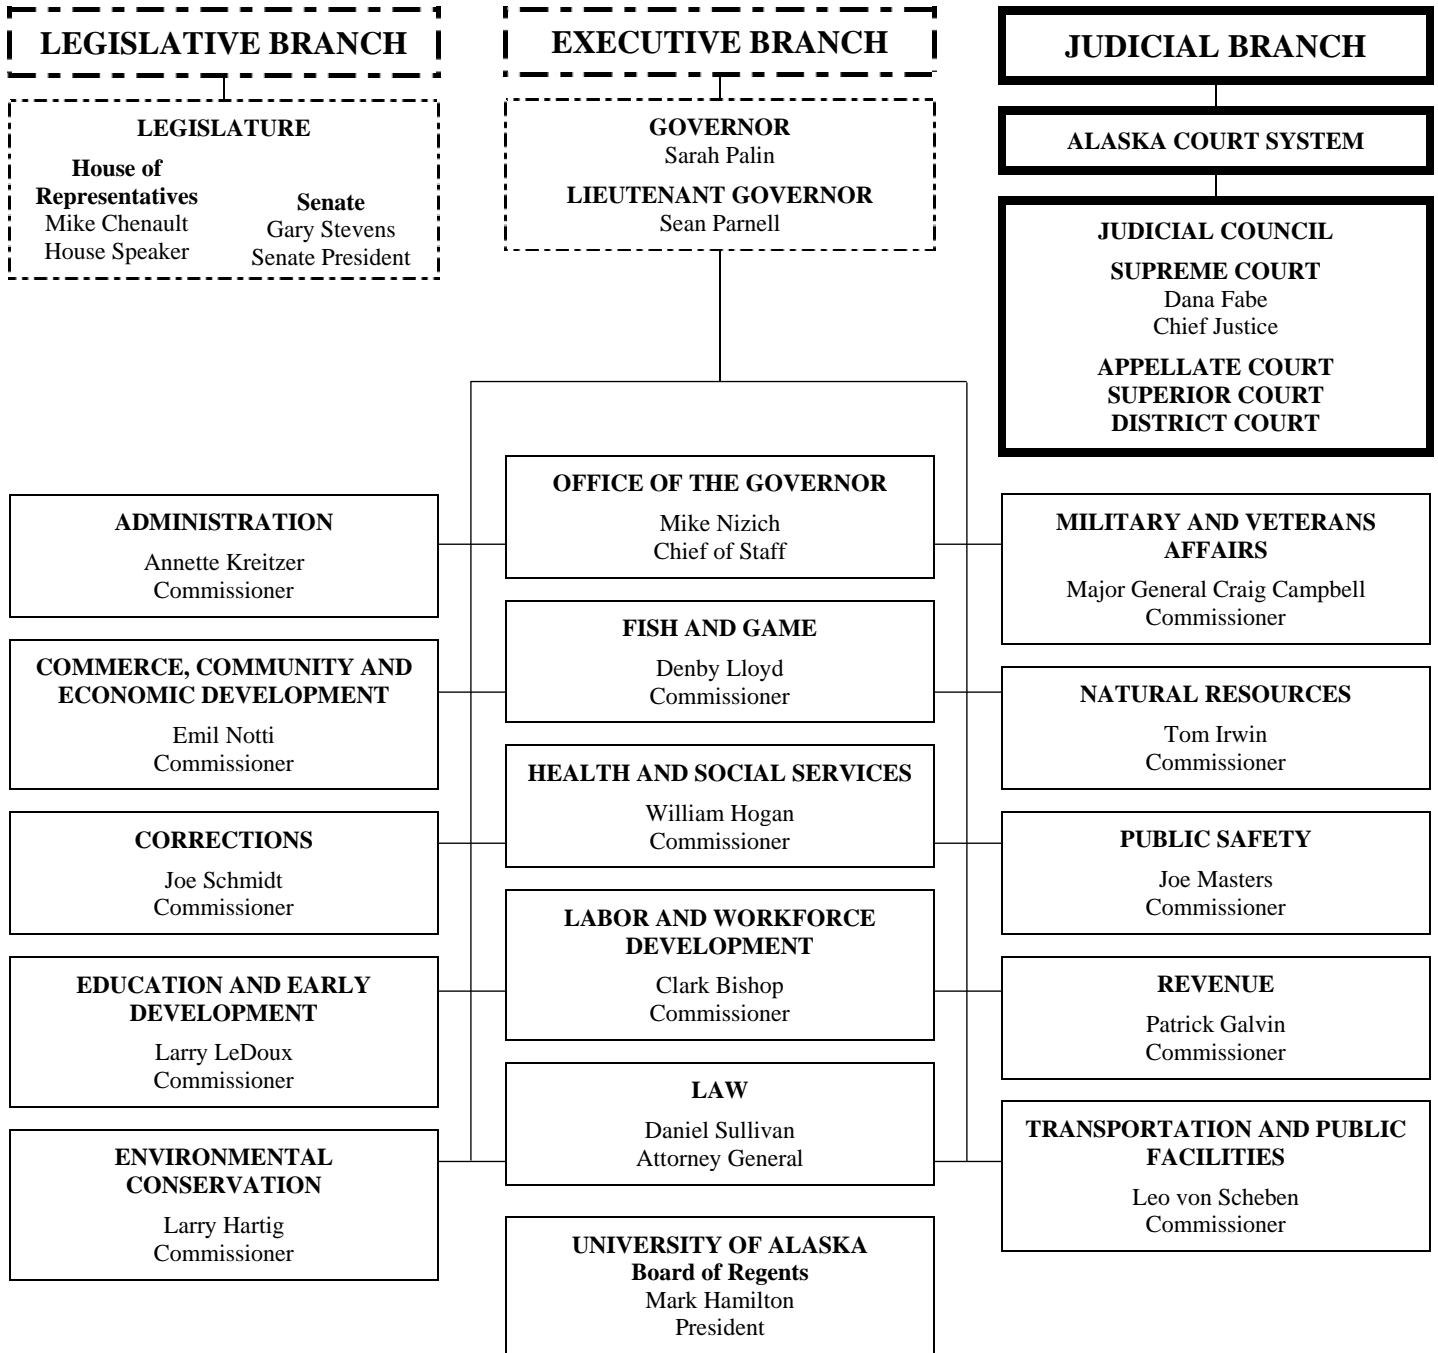 LEGISLATIVE BRANCH
LEGISLATURE
House of
Representatives
Mike Chenault
House Speaker
Senate
Gary Stevens
Senate President
EXECUTIVE BRANCH
GOVERNOR
Sarah Palin
LIEUTENANT GOVERNOR
Sean Parnell
JUDICIAL BRANCH
ALASKA COURT SYSTEM
JUDICIAL COUNCIL
SUPREME COURT
Dana Fabe
Chief Justice
APPELLATE COURT
SUPERIOR COURT
DISTRICT COURT
ADMINISTRATION
Annette Kreitzer
Commissioner
COMMERCE, COMMUNITY AND
ECONOMIC DEVELOPMENT
Emil Notti
Commissioner
CORRECTIONS
Joe Schmidt
Commissioner
EDUCATION AND EARLY
DEVELOPMENT
Larry LeDoux
Commissioner
ENVIRONMENTAL
CONSERVATION
Larry Hartig
Commissioner
OFFICE OF THE GOVERNOR
Mike Nizich
Chief of Staff
FISH AND GAME
Denby Lloyd
Commissioner
HEALTH AND SOCIAL SERVICES
William Hogan
Commissioner
LABOR AND WORKFORCE
DEVELOPMENT
Clark Bishop
Commissioner
LAW
Daniel Sullivan
Attorney General
UNIVERSITY OF ALASKA
Board of Regents
Mark Hamilton
President
MILITARY AND VETERANS
AFFAIRS
Major General Craig Campbell
Commissioner
NATURAL RESOURCES
Tom Irwin
Commissioner
PUBLIC SAFETY
Joe Masters
Commissioner
REVENUE
Patrick Galvin
Commissioner
TRANSPORTATION AND PUBLIC
FACILITIES
Leo von Scheben
Commissioner